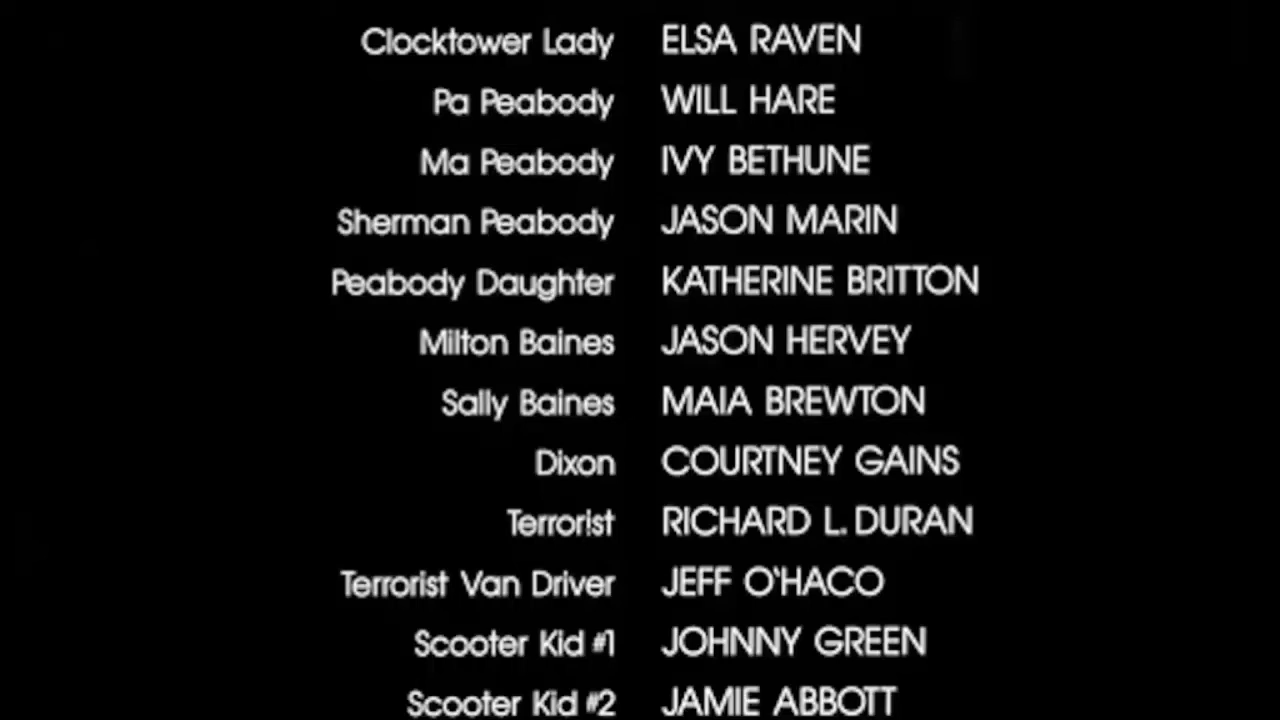 Clocktower Lady ELSA RAVEN
Pa Peabody WILL HARE
Ma Peabody IVY BETHUNE
Sherman Peabody JASON MARIN
Peabody Daughter KATHERINE BRITTON
Milton Baines JASON HERVEY
Sally Baines MAIA BREWTON
Dixon COURTNEY GAINS
Terrorist RICHARD L. DURAN
Terrorist Van Driver JEFF O'HACO
Scooter Kid #1 JOHNNY GREEN
Scooter Kid #2 JAMIE ABBOTT